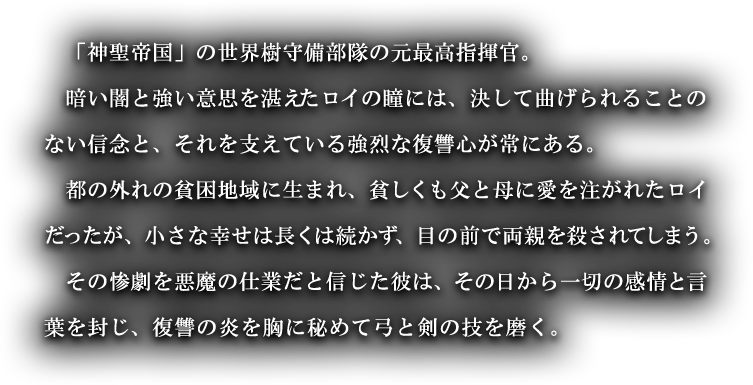 「神聖帝国」の世界樹守備部隊の元最高指揮官。
暗い闇と強い意思を湛えたロイの瞳には、決して曲げられることの
ない信念と、それを支えている強烈な復讐心が常にある。
都の外れの貧困地域に生まれ、貧しくも父と母に愛を注がれたロイ
だったが、小さな幸せは長くは続かず、目の前で両親を殺されてしまう。
その惨劇を悪魔の仕業だと信じた彼は、その日から一切の感情と言
葉を封じ、復讐の炎を胸に秘めて弓と剣の技を磨く。